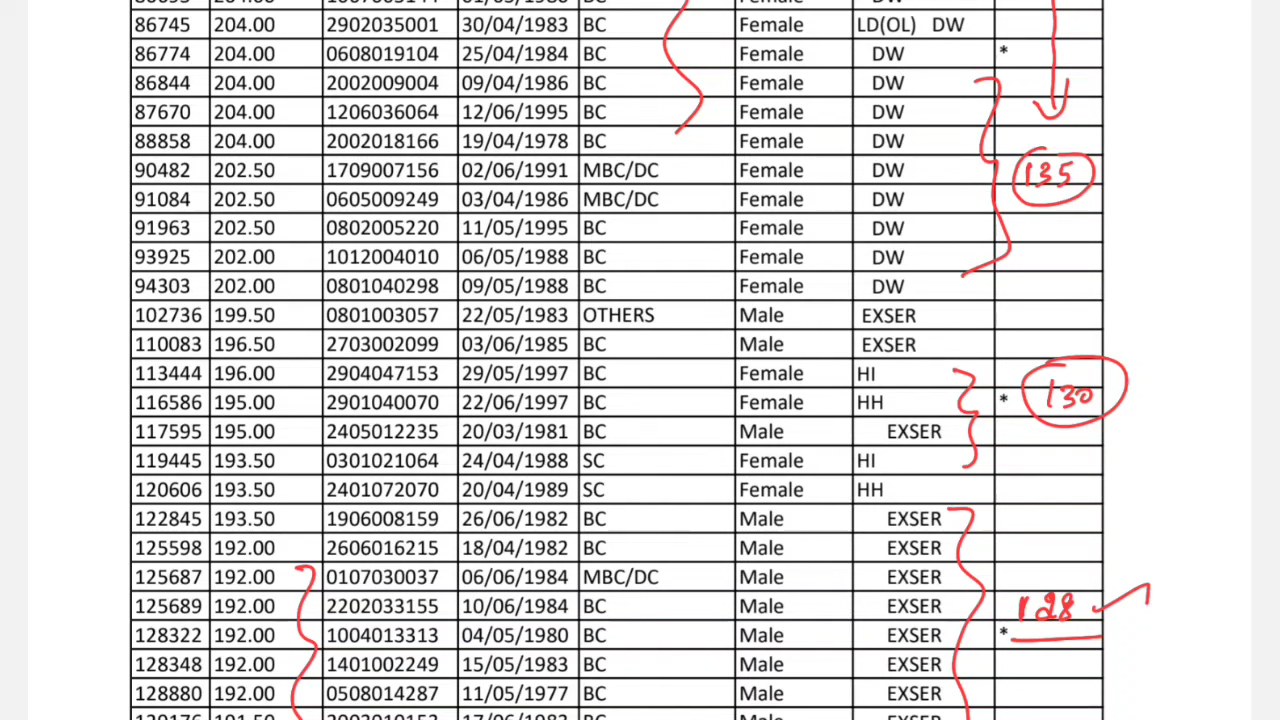 86745 204.00 2902035001 30/04/1983 BC Female LD(OL) DW
86774 204.00 0608019104 25/04/1984 BC Female DW *
86844 204.00 2002009004 09/04/1986 BC Female DW
87670 204.00 1206036064 12/06/1995 BC Female DW
88858 204.00 2002018166 19/04/1978 BC Female DW
90482 202.50 1709007156 02/06/1991 MBC/DC Female DW 135
91084 202.50 0605009249 03/04/1986 MBC/DC Female DW
91963 202.50 0802005220 11/05/1995 BC Female DW
93925 202.00 1012004010 06/05/1988 BC Female DW
94303 202.00 0801040298 09/05/1988 BC Female DW
102736 199.50 0801003057 22/05/1983 OTHERS Male EXSER
110083 196.50 2703002099 03/06/1985 BC Male EXSER
113444 196.00 2904047153 29/05/1997 BC Female HI
116586 195.00 2901040070 22/06/1997 BC Female HH * 130
117595 195.00 2405012235 20/03/1981 BC Male EXSER
119445 193.50 0301021064 24/04/1988 SC Female HI
120606 193.50 2401072070 20/04/1989 SC Female HH
122845 193.50 1906008159 26/06/1982 BC Male EXSER
125598 192.00 2606016215 18/04/1982 BC Male EXSER
125687 192.00 0107030037 06/06/1984 MBC/DC Male EXSER
125689 192.00 2202033155 10/06/1984 BC Male EXSER 128
128322 192.00 1004013313 04/05/1980 BC Male EXSER *
128348 192.00 1401002249 15/05/1983 BC Male EXSER
128880 192.00 0508014287 11/05/1977 BC Male EXSER